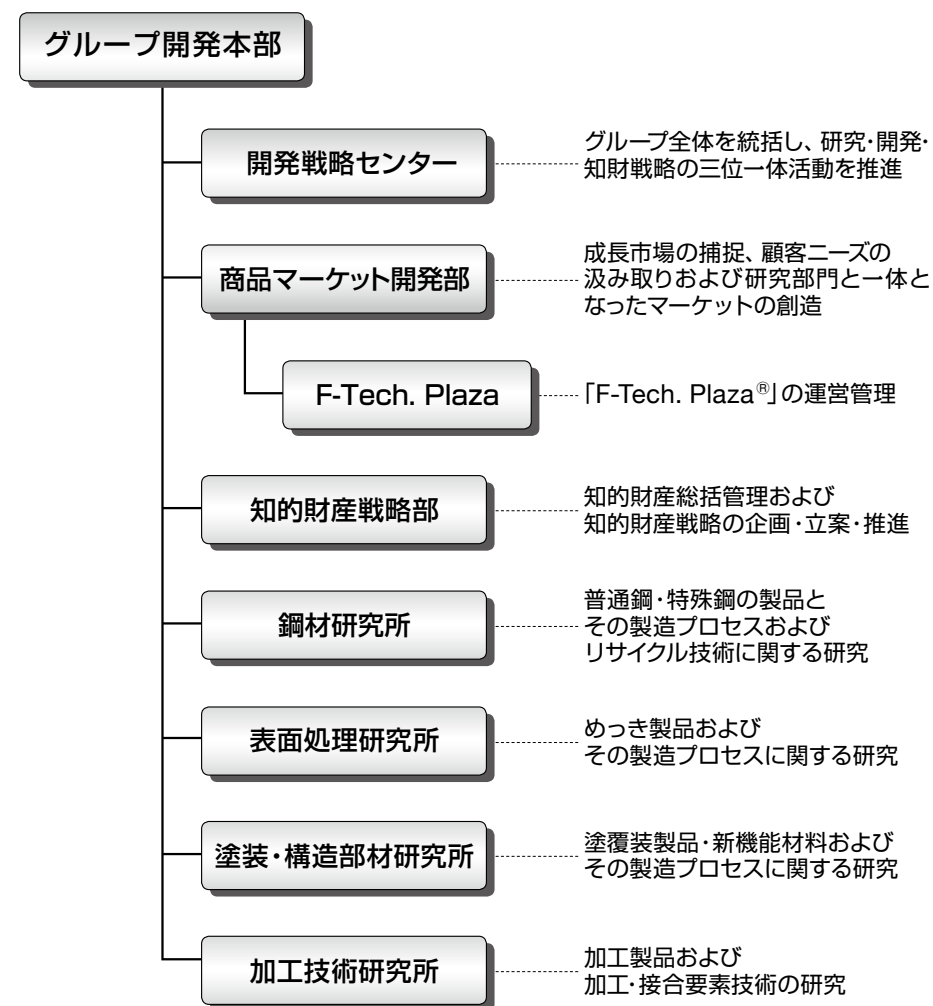 グループ開発本部
開発戦略センター
グループ全体を統括し、研究・開発・
知財戦略の三位一体活動を推進
商品マーケット開発部
成長市場の捕捉、顧客ニーズの
汲み取りおよび研究部門と一体と
なったマーケットの創造
F-Tech. Plaza
「F-Tech. Plaza®」の運営管理
知的財産戦略部
知的財産総括管理および
知的財産戦略の企画・立案・推進
鋼材研究所
普通鋼・特殊鋼の製品と
その製造プロセスおよび
リサイクル技術に関する研究
表面処理研究所
めっき製品および
その製造プロセスに関する研究
塗装・構造部材研究所
塗覆装製品・新機能材料および
その製造プロセスに関する研究
加工技術研究所
加工製品および
加工・接合要素技術の研究